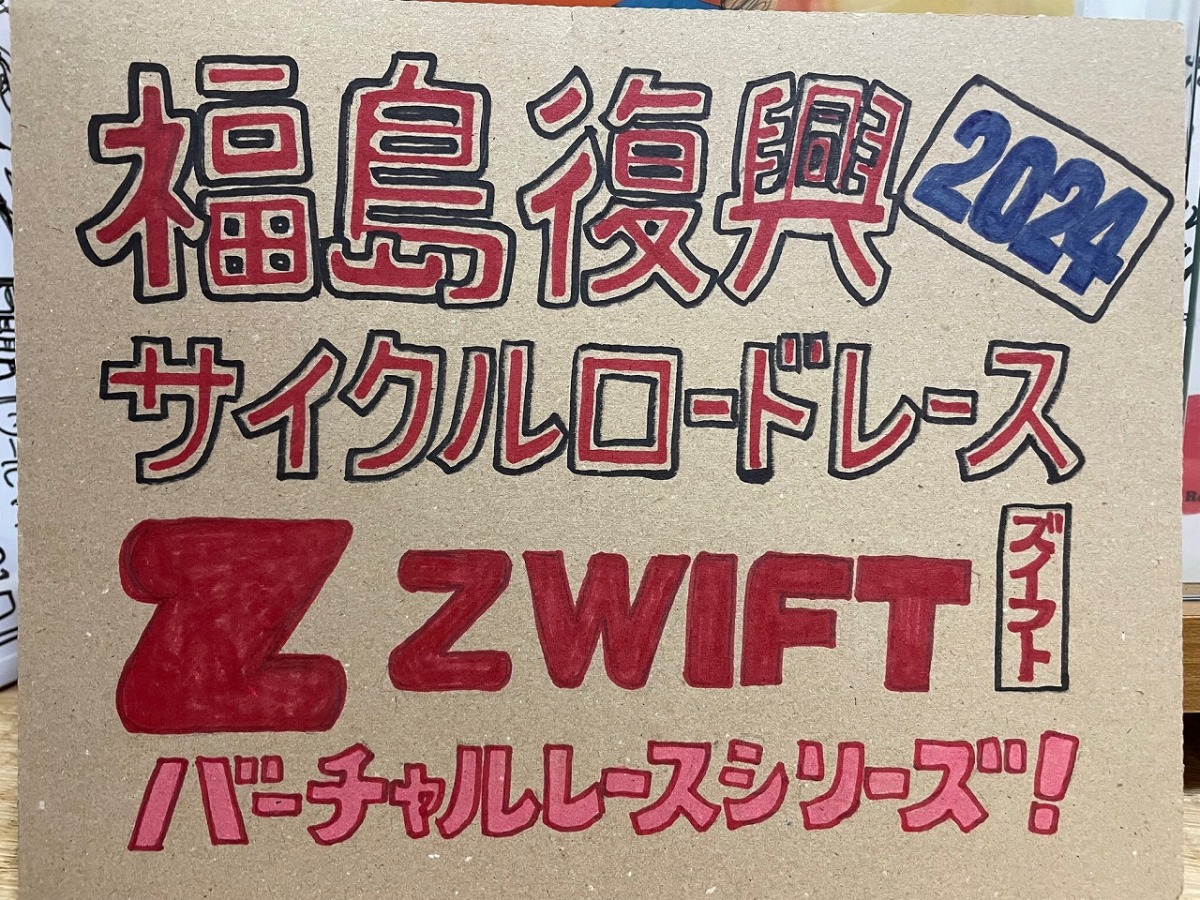 福島復興 2024
サイクルロードレース
Z ZWIFT ズイフト
バーチャルレースシリーズ!